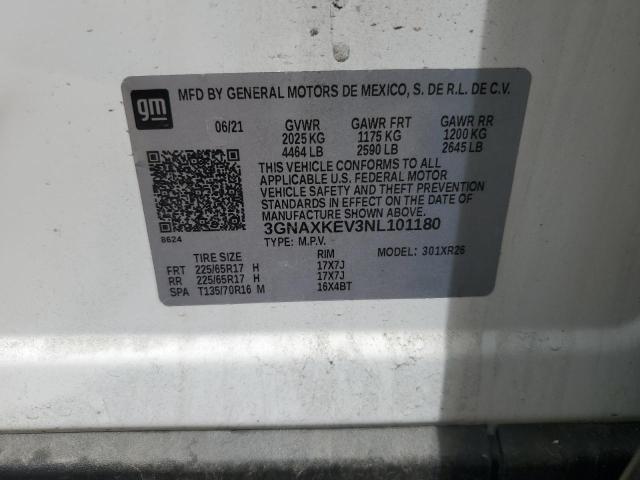 gm MFD BY GENERAL MOTORS DE MEXICO, S. DE R.L. DE C.V.
06/21 GVWR GAWR FRT GAWR RR
2025 KG 1175 KG 1200 KG
4464 LB 2590 LB 2645 LB
THIS VEHICLE CONFORMS TO ALL
APPLICABLE U.S. FEDERAL MOTOR
VEHICLE SAFETY AND THEFT PREVENTION
STANDARDS IN EFFECT ON THE DATE OF
MANUFACTURE SHOWN ABOVE.
3GNAXKEV3NL101180
8624 TYPE: M.P.V. MODEL: 301XR26
TIRE SIZE RIM
FRT 225/65R17 H 17X7J
RR 225/65R17 H 17X7J
SPA T135/70R16 M 16X4BT